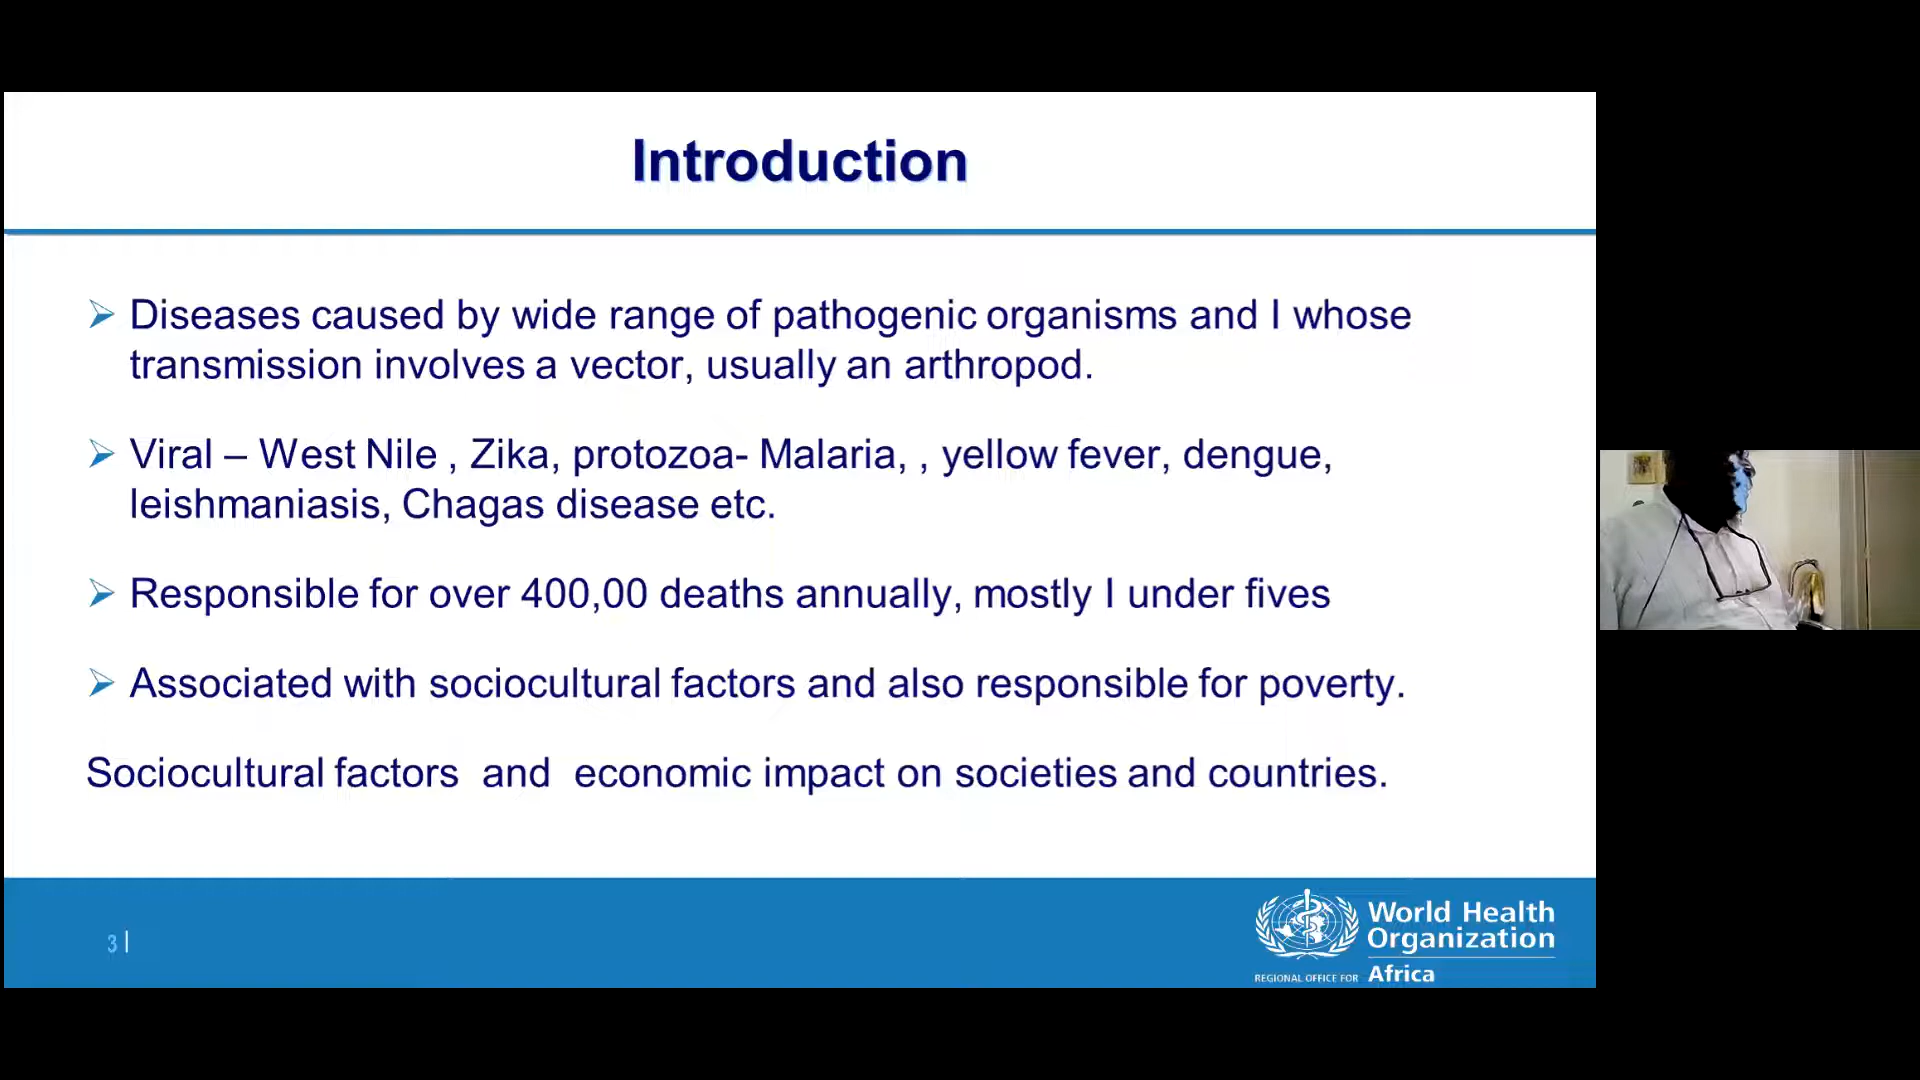 Introduction
Diseases caused by wide range of pathogenic organisms and I whose
transmission involves a vector, usually an arthropod.
Viral – West Nile , Zika, protozoa- Malaria, , yellow fever, dengue,
leishmaniasis, Chagas disease etc.
Responsible for over 400,00 deaths annually, mostly I under fives
Associated with sociocultural factors and also responsible for poverty.
Sociocultural factors and economic impact on societies and countries.
3 |
World Health
Organization
REGIONAL OFFICE FOR Africa